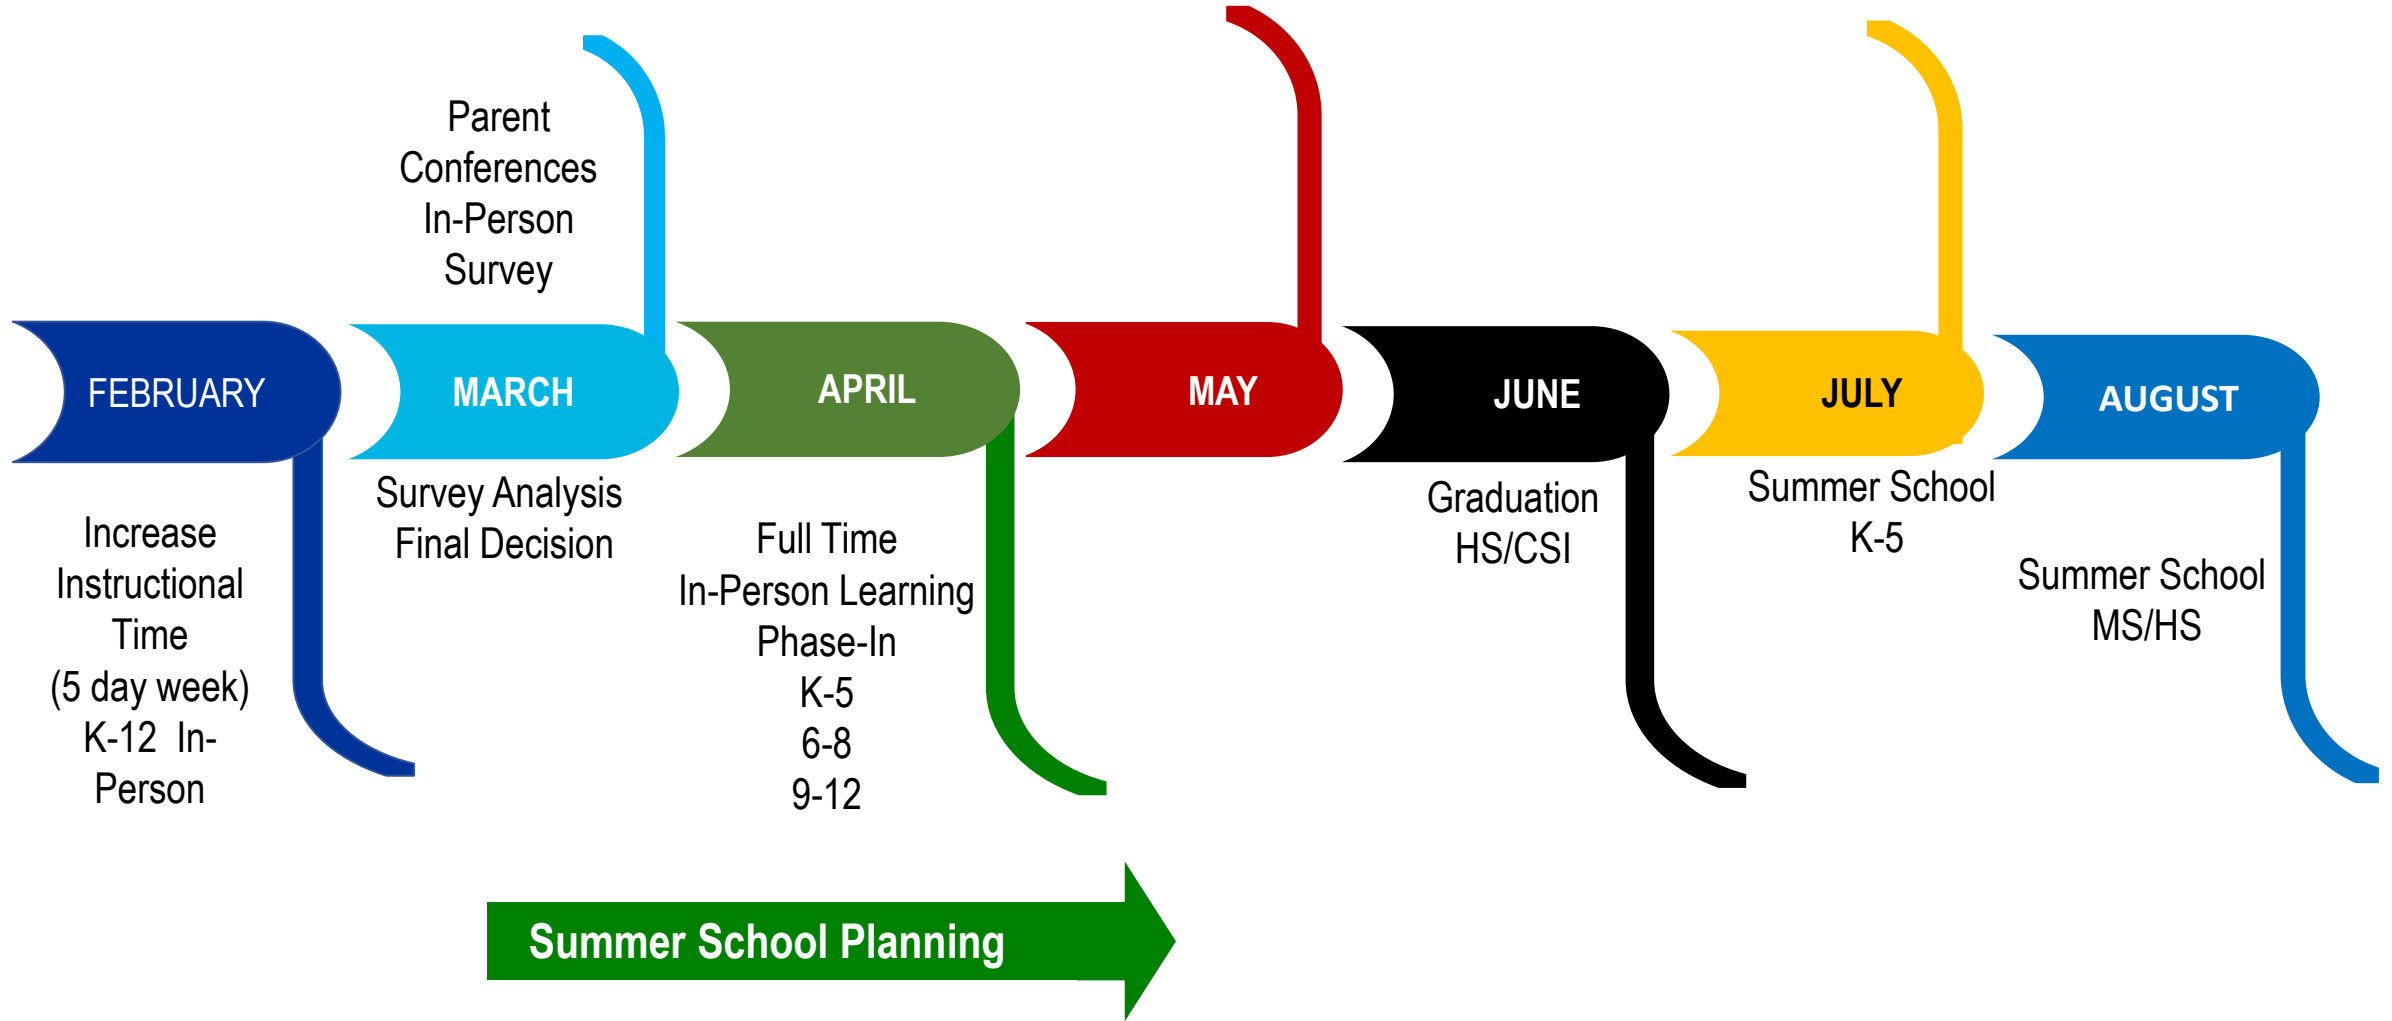 Parent
Conferences
In-Person
Survey
FEBRUARY
MARCH
APRIL
MAY
JUNE
JULY
AUGUST
Increase
Instructional
Time
(5 day week)
K-12 In-
Person
Survey Analysis
Final Decision
Full Time
In-Person Learning
Phase-In
K-5
6-8
9-12
Graduation
HS/CSI
Summer School
K-5
Summer School
MS/HS
Summer School Planning